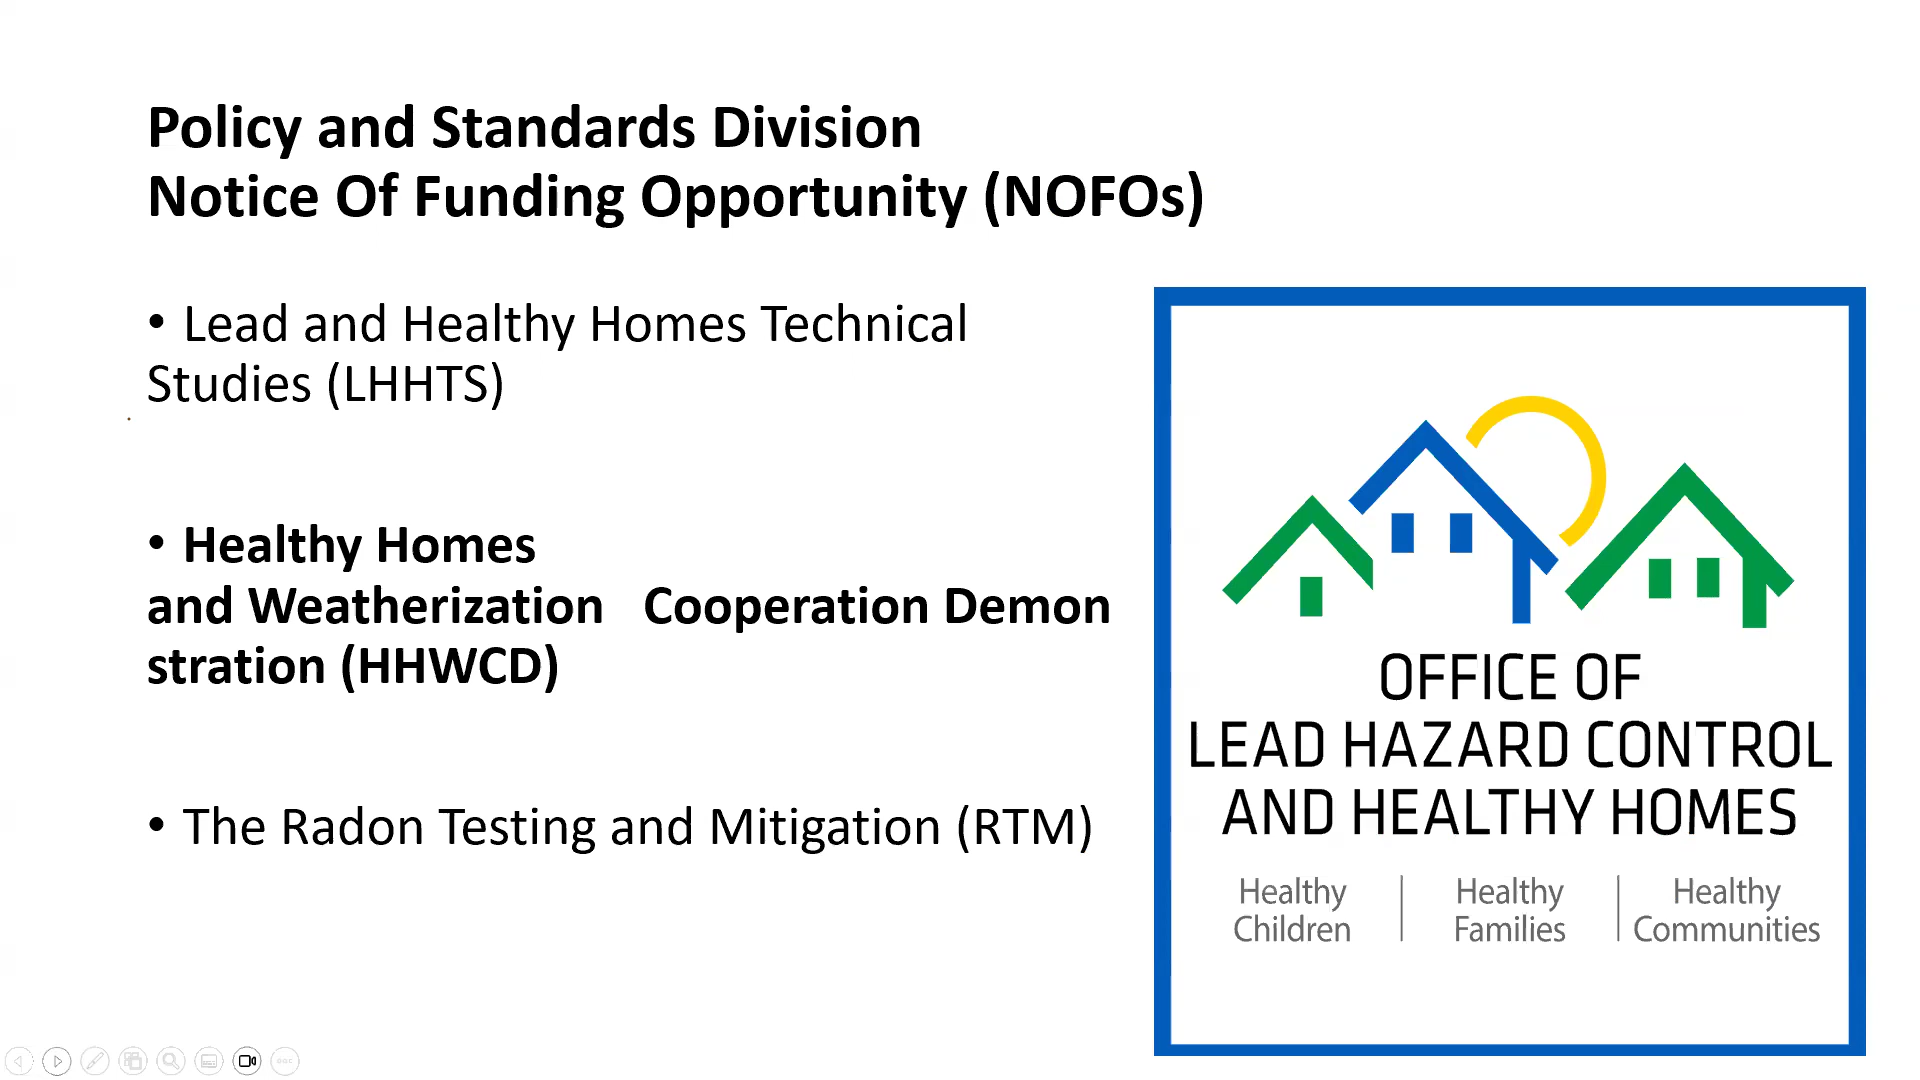 Policy and Standards Division
Notice Of Funding Opportunity (NOFOs)
• Lead and Healthy Homes Technical
Studies (LHHTS)
• Healthy Homes
and Weatherization   Cooperation Demon
stration (HHWCD)
• The Radon Testing and Mitigation (RTM)
OFFICE OF
LEAD HAZARD CONTROL
AND HEALTHY HOMES
Healthy Children
Healthy Families
Healthy Communities